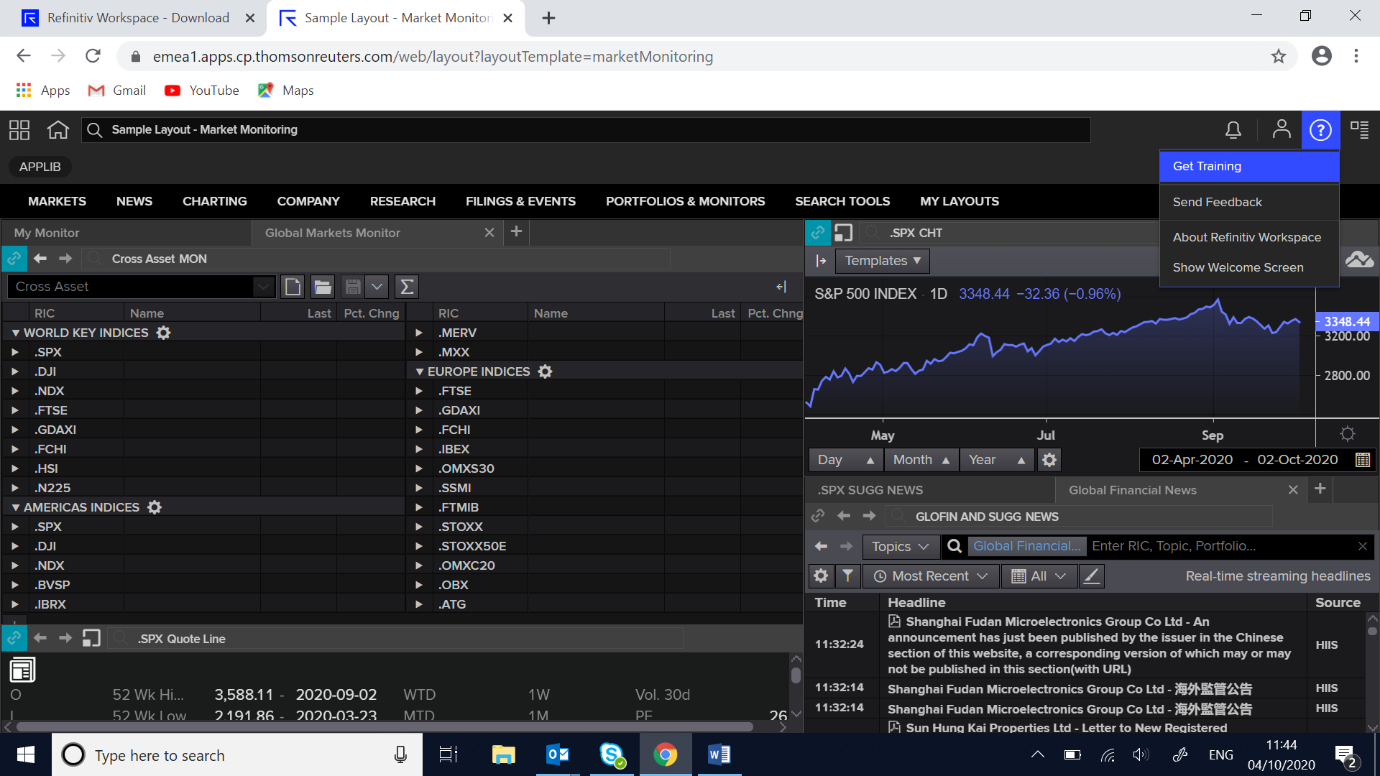 Refinitiv Workspace - Download
Sample Layout - Market Monitori
emea1.apps.cp.thomsonreuters.com/web/layout?layoutTemplate=marketMonitoring
Apps
Gmail
YouTube
Maps
Sample Layout - Market Monitoring
APPLIB
Get Training
Send Feedback
About Refinitiv Workspace
Show Welcome Screen
MARKETS
NEWS
CHARTING
COMPANY
RESEARCH
FILINGS & EVENTS
PORTFOLIOS & MONITORS
SEARCH TOOLS
MY LAYOUTS
My Monitor
Global Markets Monitor
Cross Asset MON
Cross Asset
RIC Name Last Pct. Chng
WORLD KEY INDICES
.SPX
.DJI
.NDX
.FTSE
.GDAXI
.FCHI
.HSI
.N225
AMERICAS INDICES
.SPX
.DJI
.NDX
.BVSP
.IBRX
RIC Name Last Pct. Chng
.MERV
.MXX
EUROPE INDICES
.FTSE
.GDAXI
.FCHI
.IBEX
.OMXS30
.SSMI
.FTMIB
.STOXX
.STOXX50E
.OMXC20
.OBX
.ATG
.SPX Quote Line
O 52 Wk Hi... 3,588.11 - 2020-09-02 WTD 1W Vol. 30d
L 52 Wk Low 2,191.86 - 2020-03-23 MTD 1M PE 26
.SPX CHT
Templates
S&P 500 INDEX · 1D 3348.44 −32.36 (−0.96%)
3348.44
3200.00
2800.00
May Jul Sep
Day Month Year
02-Apr-2020 - 02-Oct-2020
.SPX SUGG NEWS
Global Financial News
GLOFIN AND SUGG NEWS
Topics
Global Financial...
Enter RIC, Topic, Portfolio...
Most Recent
All
Real-time streaming headlines
Time Headline Source
11:32:24 Shanghai Fudan Microelectronics Group Co Ltd - An HIIS
announcement has just been published by the issuer in the Chinese
section of this website, a corresponding version of which may or may
not be published in this section(with URL)
11:32:14 Shanghai Fudan Microelectronics Group Co Ltd - 海外監管公告 HIIS
11:32:14 Shanghai Fudan Microelectronics Group Co Ltd - 海外監管公告 HIIS
Sun Hung Kai Properties Ltd - Letter to New Registered
Type here to search
ENG
11:44
04/10/2020
2